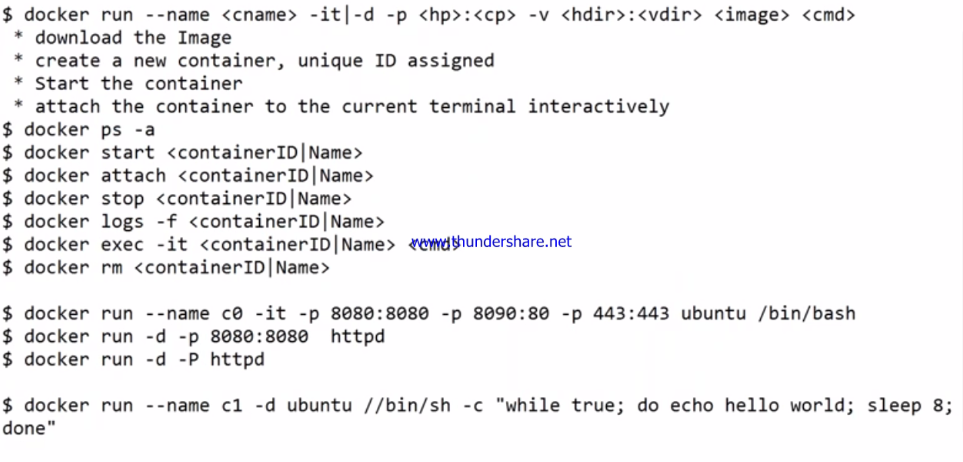 $ docker run --name <cname> -it|-d -p <hp>:<cp> -v <hdir>:<vdir> <image> <cmd>
* download the Image
* create a new container, unique ID assigned
* Start the container
* attach the container to the current terminal interactively
$ docker ps -a
$ docker start <containerID|Name>
$ docker attach <containerID|Name>
$ docker stop <containerID|Name>
$ docker logs -f <containerID|Name>
$ docker exec -it <containerID|Name> <cmd>
www.thundershare.net
$ docker rm <containerID|Name>
$ docker run --name c0 -it -p 8080:8080 -p 8090:80 -p 443:443 ubuntu /bin/bash
$ docker run -d -p 8080:8080  httpd
$ docker run -d -P httpd
$ docker run --name c1 -d ubuntu //bin/sh -c "while true; do echo hello world; sleep 8;
done"